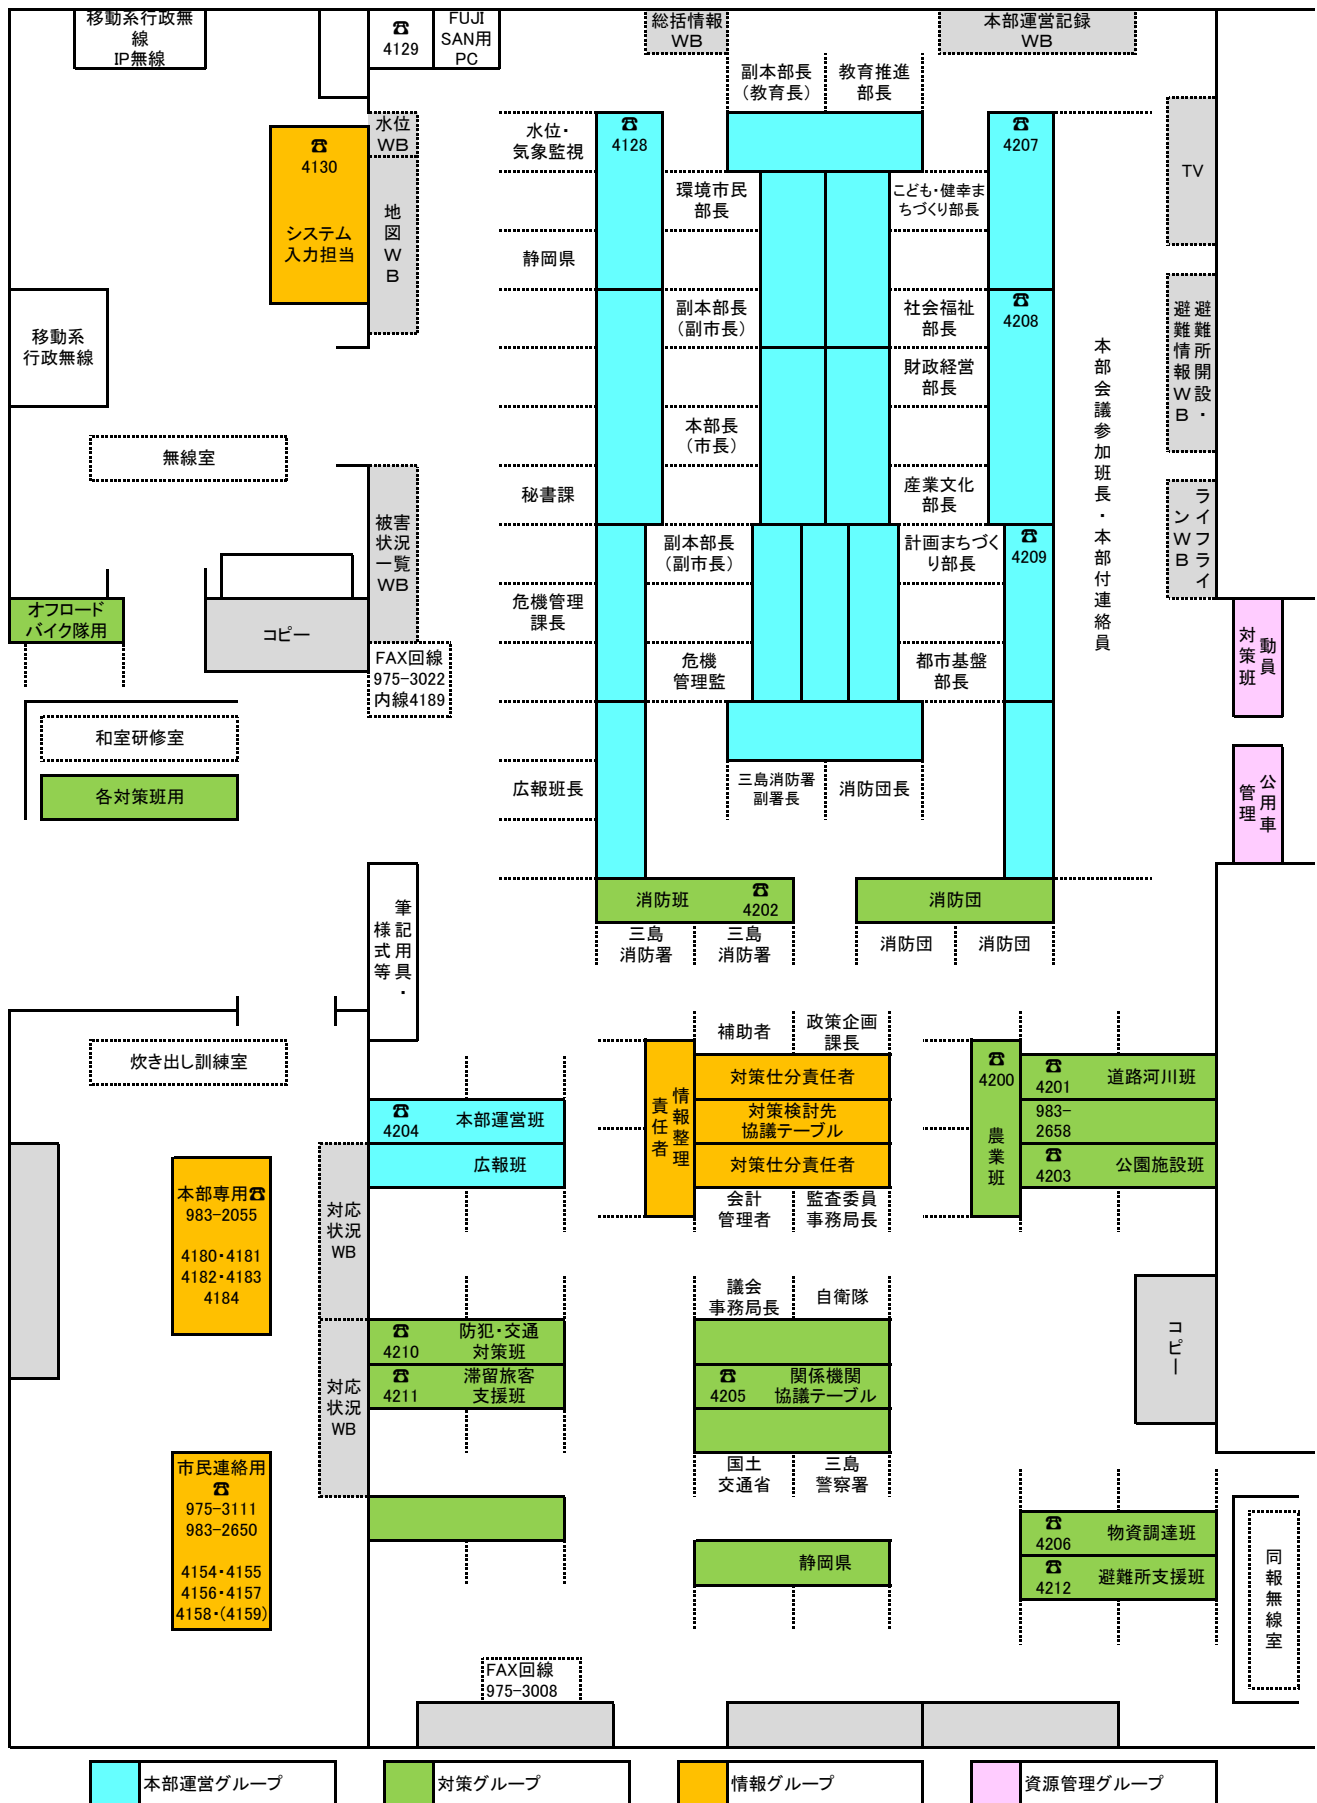 移動系行政無
線
IP無線
☎
4129
FUJI
SAN用
PC
総括情報
WB
本部運営記録
WB
副本部長
（教育長）
教育推進
部長
☎
4130
システム
入力担当
水位
WB
地
図
W
B
水位・
気象監視
☎
4128
☎
4207
TV
環境市民
部長
こども・健幸ま
ちづくり部長
静岡県
移動系
行政無線
副本部長
（副市長）
社会福祉
部長
☎
4208
財政経営
部長
本部長
（市長）
避難所開設・
避難情報WB
本部会議参加班長・本部付連絡員
無線室
秘書課
産業文化
部長
被害
状況
一覧
WB
ライフライ
ンWB
副本部長
（副市長）
計画まちづく
り部長
☎
4209
オフロード
バイク隊用
コピー
危機管理
課長
動員
対策班
FAX回線
975-3022
内線4189
危機
管理監
都市基盤
部長
和室研修室
各対策班用
広報班長
三島消防署
副署長
消防団長
公用車
管理
筆記用具・
様式等
消防班
☎
4202
消防団
三島
消防署
三島
消防署
消防団
消防団
炊き出し訓練室
補助者
政策企画
課長
情報整理
責任者
対策仕分責任者
対策検討先
協議テーブル
対策仕分責任者
☎
4200
農業班
☎
4201
道路河川班
983-
2658
☎
4203
公園施設班
☎
4204
本部運営班
広報班
会計
管理者
監査委員
事務局長
本部専用☎
983-2055
4180・4181
4182・4183
4184
対応
状況
WB
議会
事務局長
自衛隊
コピー
☎
4210
防犯・交通
対策班
☎
4211
滞留旅客
支援班
対応
状況
WB
☎
4205
関係機関
協議テーブル
国土
交通省
三島
警察署
市民連絡用
☎
975-3111
983-2650
4154・4155
4156・4157
4158・(4159)
静岡県
☎
4206
物資調達班
☎
4212
避難所支援班
同報無線室
FAX回線
975-3008
本部運営グループ
対策グループ
情報グループ
資源管理グループ